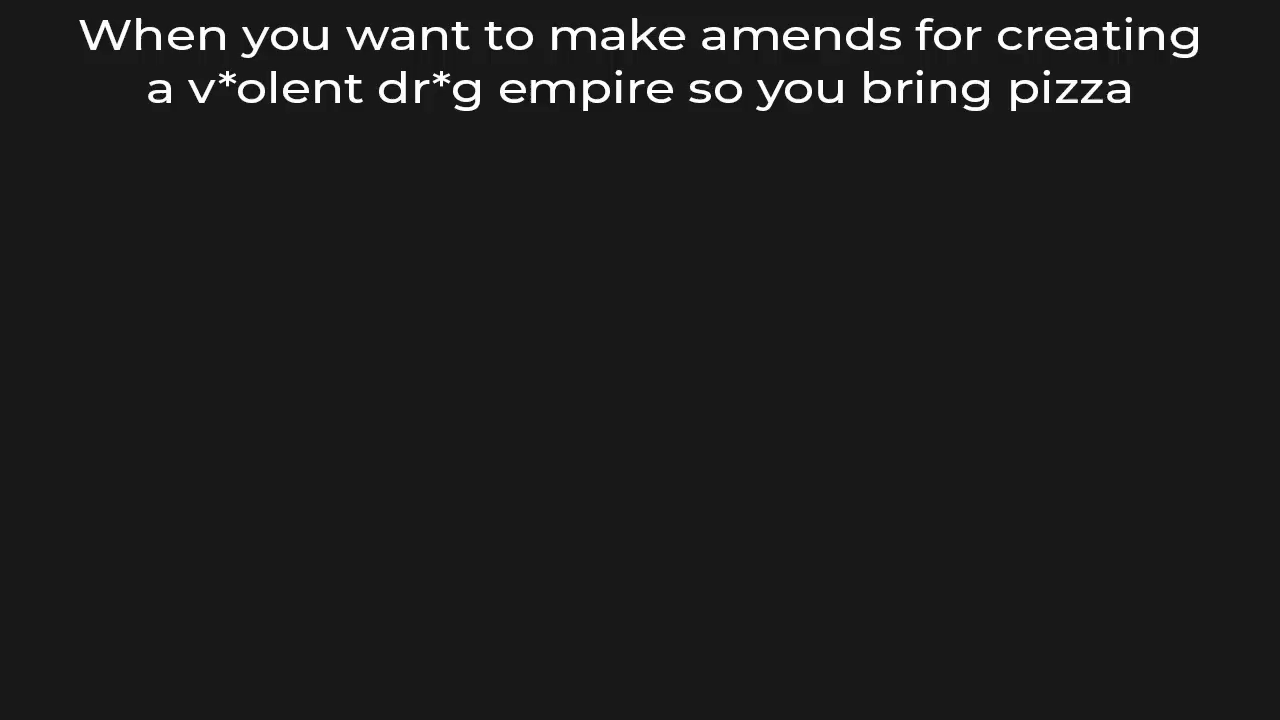 When you want to make amends for creating
a v*olent dr*g empire so you bring pizza